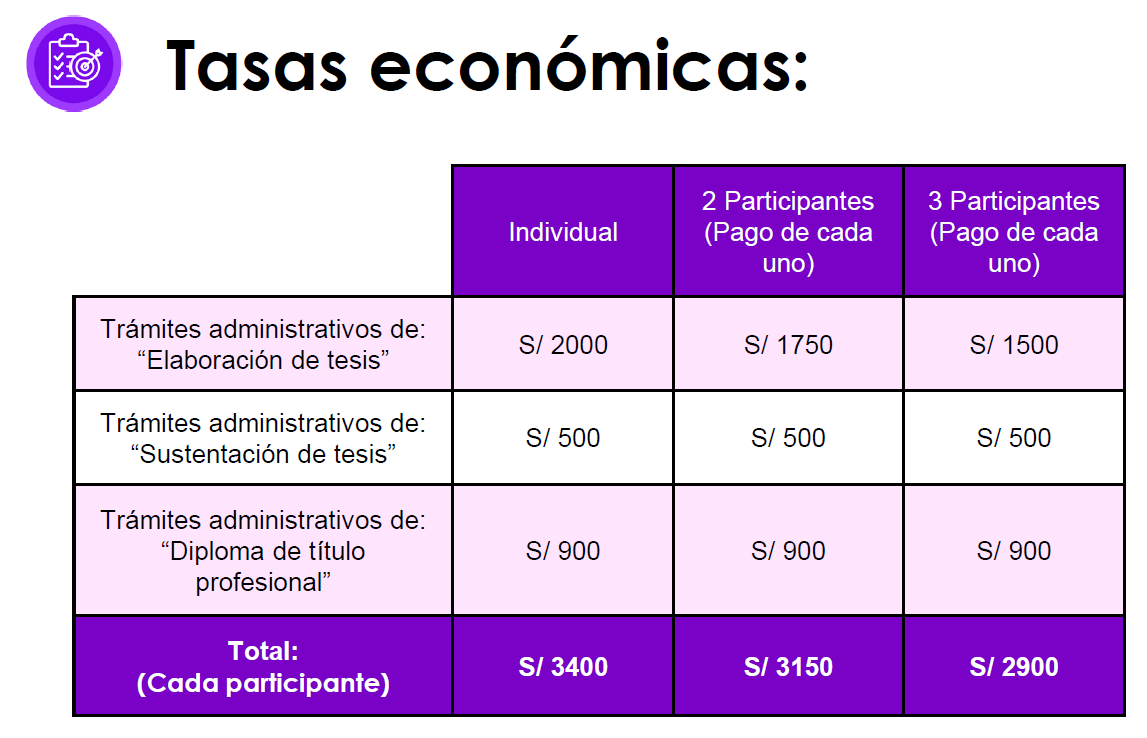 Tasas económicas:
Individual
2 Participantes
(Pago de cada
uno)
3 Participantes
(Pago de cada
uno)
Trámites administrativos de:
“Elaboración de tesis”
S/ 2000
S/ 1750
S/ 1500
Trámites administrativos de:
“Sustentación de tesis”
S/ 500
S/ 500
S/ 500
Trámites administrativos de:
“Diploma de título
profesional”
S/ 900
S/ 900
S/ 900
Total:
(Cada participante)
S/ 3400
S/ 3150
S/ 2900